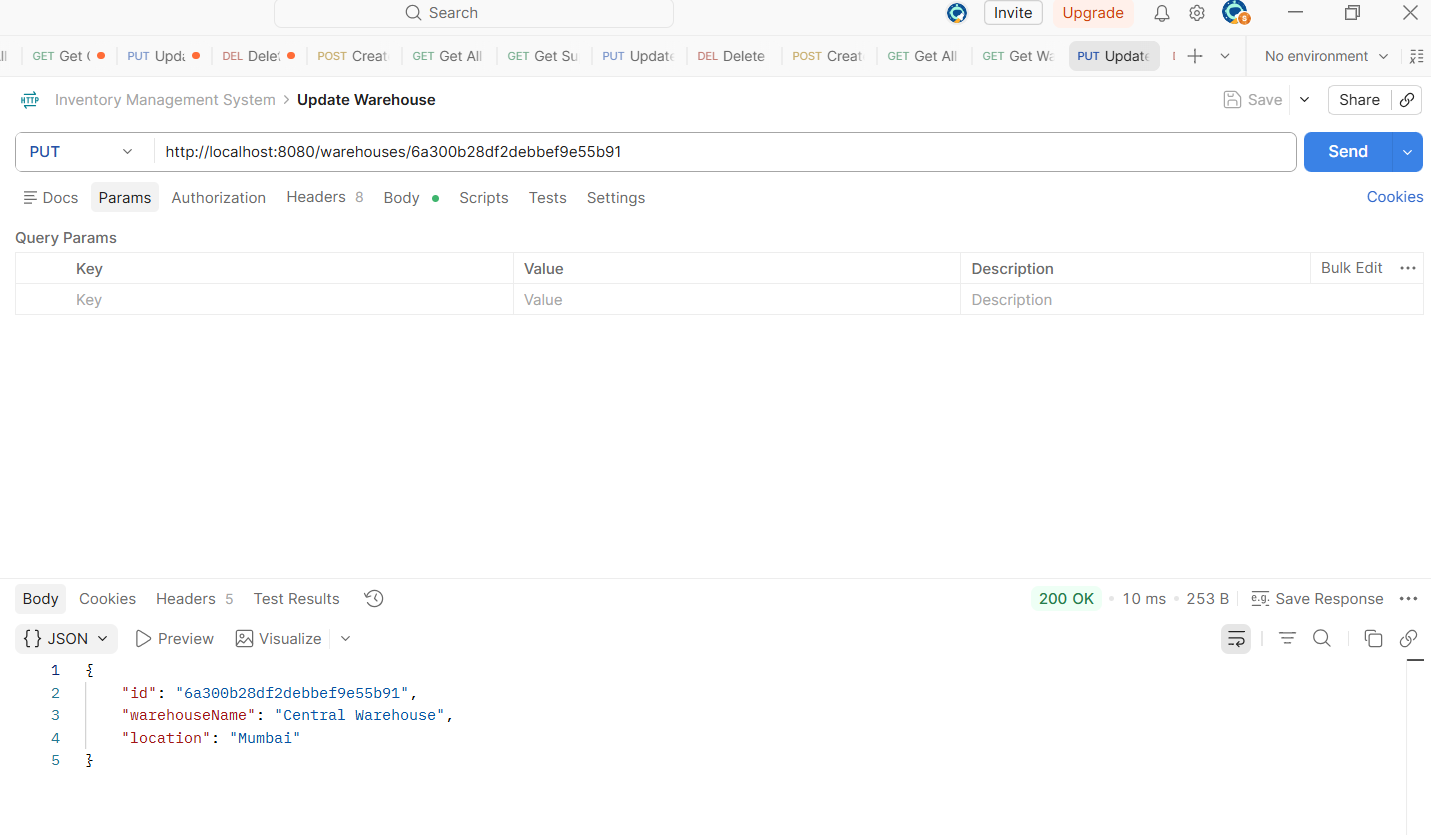 Search Invite Upgrade
GET Get PUT Upda DEL Dele POST Creat GET Get All GET Get Su PUT Update DEL Delete POST Creat GET Get All GET Get Wa PUT Update No environment
HTTP Inventory Management System > Update Warehouse Save Share
PUT http://localhost:8080/warehouses/6a300b28df2debbef9e55b91 Send
Docs Params Authorization Headers 8 Body Scripts Tests Settings Cookies
Query Params
Key Value Description Bulk Edit
Key Value Description
Body Cookies Headers 5 Test Results 200 OK 10 ms 253 B e.g. Save Response
{} JSON Preview Visualize
1 {
2 "id": "6a300b28df2debbef9e55b91",
3 "warehouseName": "Central Warehouse",
4 "location": "Mumbai"
5 }